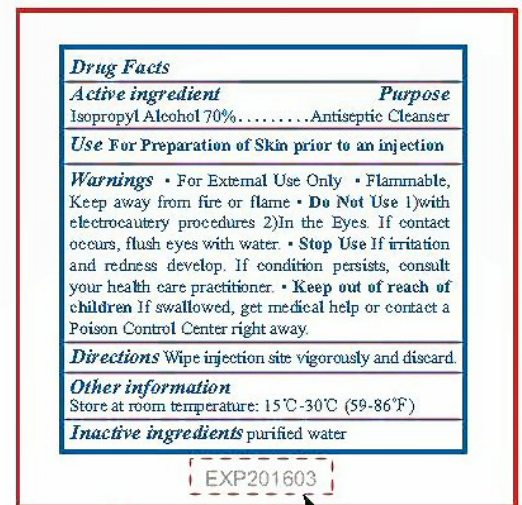 Drug Facts
Active ingredient Purpose
Isopropyl Alcohol 70%.........Antiseptic Cleanser
Use For Preparation of Skin prior to an injection
Warnings • For External Use Only • Flammable,
Keep away from fire or flame • Do Not Use 1)with
electrocautery procedures 2)In the Eyes. If contact
occurs, flush eyes with water. • Stop Use If irritation
and redness develop. If condition persists, consult
your health care practitioner. • Keep out of reach of
children If swallowed, get medical help or contact a
Poison Control Center right away.
Directions Wipe injection site vigorously and discard.
Other information
Store at room temperature: 15℃-30℃ (59-86℉)
Inactive ingredients purified water
EXP201603